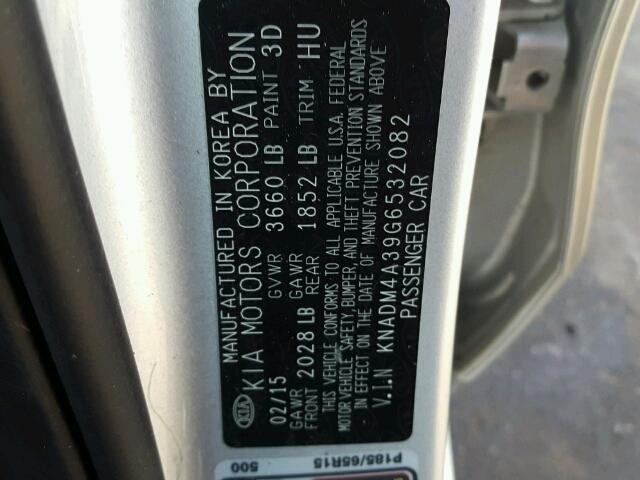 MANUFACTURED IN KOREA BY
KIA KIA MOTORS CORPORATION
02/15 GVWR 3660 LB PAINT 3D
GAWR FRONT 2028 LB GAWR REAR 1852 LB TRIM HU
THIS VEHICLE CONFORMS TO ALL APPLICABLE U.S.A. FEDERAL
MOTOR VEHICLE SAFETY, BUMPER, AND THEFT PREVENTION STANDARDS
IN EFFECT ON THE DATE OF MANUFACTURE SHOWN ABOVE
V.I.N KNADM4A39G6532082
PASSENGER CAR
P185/65R15
500